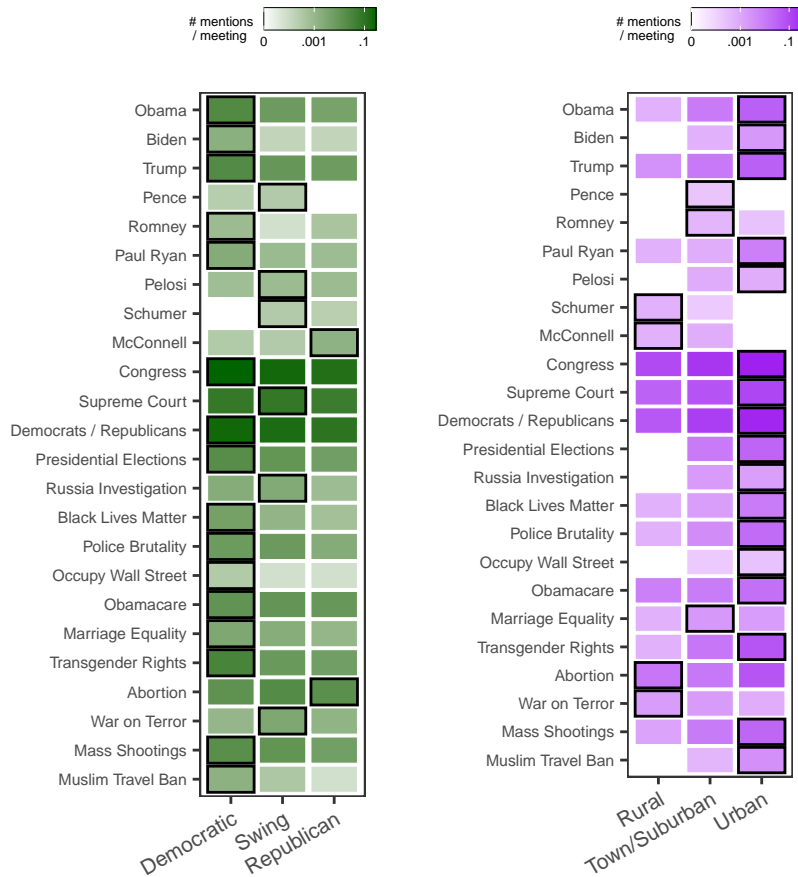 # mentions
/ meeting
0 .001 .1
Obama
Biden
Trump
Pence
Romney
Paul Ryan
Pelosi
Schumer
McConnell
Congress
Supreme Court
Democrats / Republicans
Presidential Elections
Russia Investigation
Black Lives Matter
Police Brutality
Occupy Wall Street
Obamacare
Marriage Equality
Transgender Rights
Abortion
War on Terror
Mass Shootings
Muslim Travel Ban
Democratic
Swing
Republican
# mentions
/ meeting
0 .001 .1
Obama
Biden
Trump
Pence
Romney
Paul Ryan
Pelosi
Schumer
McConnell
Congress
Supreme Court
Democrats / Republicans
Presidential Elections
Russia Investigation
Black Lives Matter
Police Brutality
Occupy Wall Street
Obamacare
Marriage Equality
Transgender Rights
Abortion
War on Terror
Mass Shootings
Muslim Travel Ban
Rural
Town/Suburban
Urban